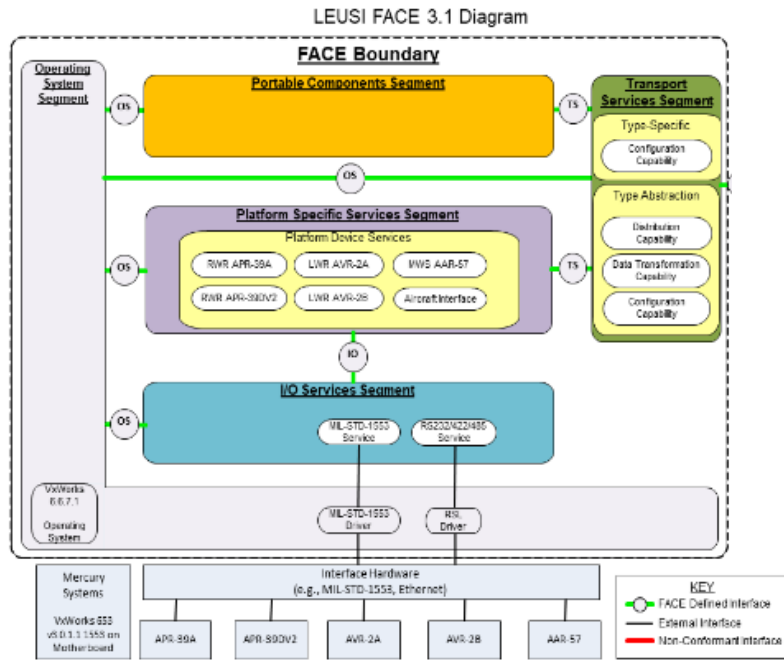 LEUSI FACE 3.1 Diagram
FACE Boundary
Operating
System
Segment
Portable Components Segment
Transport
Services Segment
OS
TS
Type-Specific
Configuration
Capability
OS
Type Abstraction
Distribution
Capability
Data Transformation
Capability
Configuration
Capability
Platform Specific Services Segment
Platform Device Services
RWR APR-39A
LWR AVR-2A
MWS AAR-57
RWR APR-39DV2
LWR AVR-2B
Aircraft Interface
OS
TS
IO
I/O Services Segment
OS
MIL-STD-1553
Service
RS232/422/485
Service
VxWorks
6.6.7.1
Operating
System
MIL-STD-1553
Driver
RSL
Driver
Mercury
Systems
VxWorks 653
v3.0.1.1 1553 on
Motherboard
Interface Hardware
(e.g., MIL-STD-1553, Ethernet)
APR-39A
APR-39DV2
AVR-2A
AVR-2B
AAR-57
KEY
FACE Defined Interface
External Interface
Non-Conformant Interface